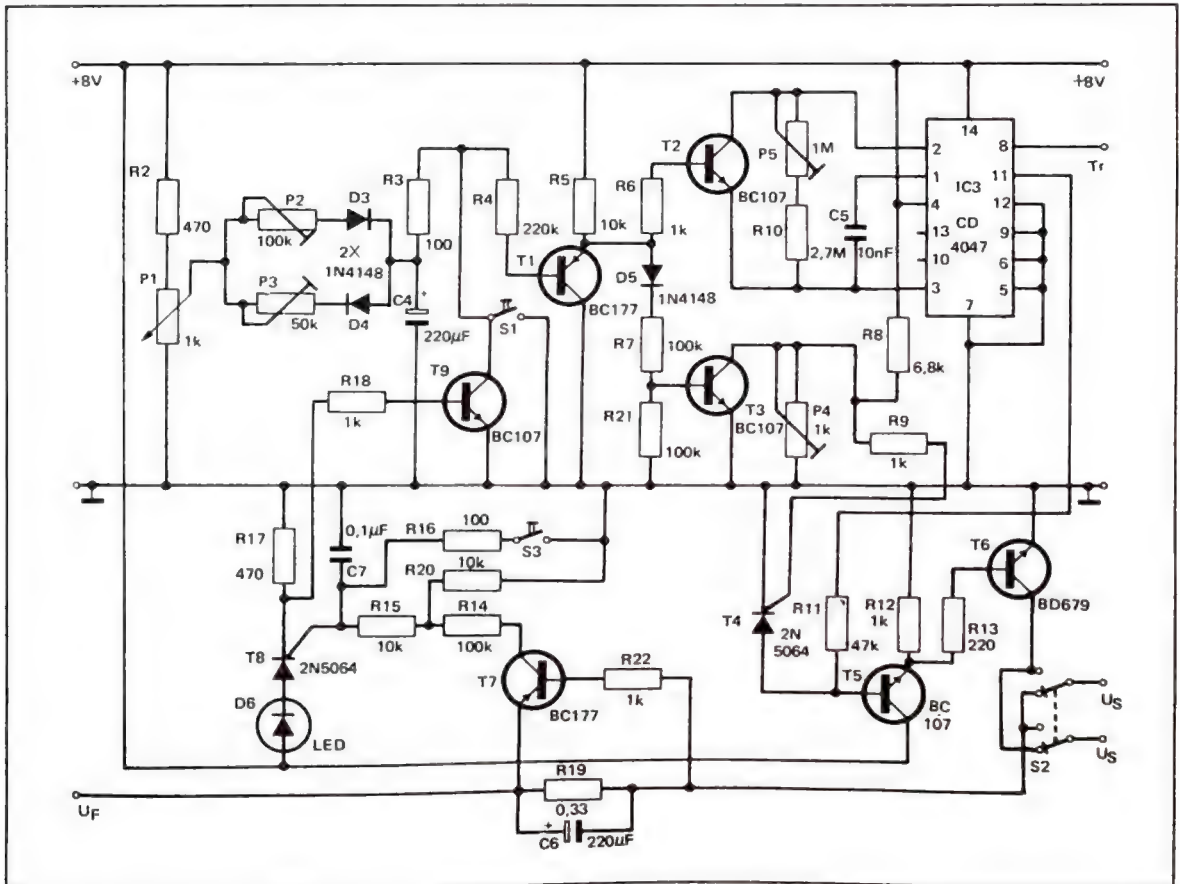 +8V
+8V
R2
470
P1
1k
P2
100k
D3
2X
1N4148
P3
50k
D4
C4
+
220µF
R3
100
R4
220k
S1
T1
BC177
R5
10k
R6
1k
D5
1N4148
R7
100k
R21
100k
T2
BC107
P5
1M
R10
2,7M
C5
10nF
2
1
4
13
10
3
14
IC3
CD
4047
7
8
11
12
9
6
5
Tr
R8
6,8k
R9
1k
T3
BC107
P4
1k
R18
1k
T9
BC107
R17
470
0,1µF
C7
R16
100
S3
R20
10k
R15
10k
R14
100k
T8
2N5064
D6
LED
T7
BC177
R22
1k
T4
2N
5064
R11
47k
R12
1k
R13
220
T5
BC
107
T6
BD679
US
US
S2
UF
R19
0,33
C6
+
220µF